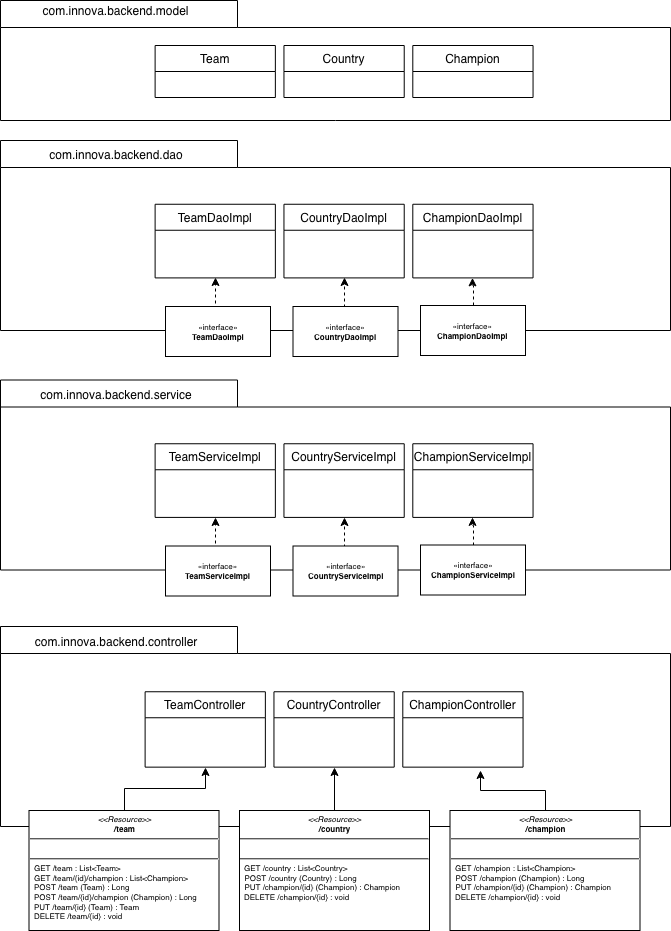 com.innova.backend.model
Team
Country
Champion
com.innova.backend.dao
TeamDaoImpl
CountryDaoImpl
ChampionDaoImpl
«interface»
TeamDaoImpl
«interface»
CountryDaoImpl
«interface»
ChampionDaoImpl
com.innova.backend.service
TeamServiceImpl
CountryServiceImpl
ChampionServiceImpl
«interface»
TeamServiceImpl
«interface»
CountryServiceImpl
«interface»
ChampionServiceImpl
com.innova.backend.controller
TeamController
CountryController
ChampionController
<<Resource>>
/team
GET /team : List<Team>
GET /team/{id}/champion : List<Champion>
POST /team (Team) : Long
POST /team/{id}/champion (Champion) : Long
PUT /team/{id} (Team) : Team
DELETE /team/{id} : void
<<Resource>>
/country
GET /country : List<Country>
POST /country (Country) : Long
PUT /champion/{id} (Champion) : Champion
DELETE /champion/{id} : void
<<Resource>>
/champion
GET /champion : List<Champion>
POST /champion (Champion) : Long
PUT /champion/{id} (Champion) : Champion
DELETE /champion/{id} : void